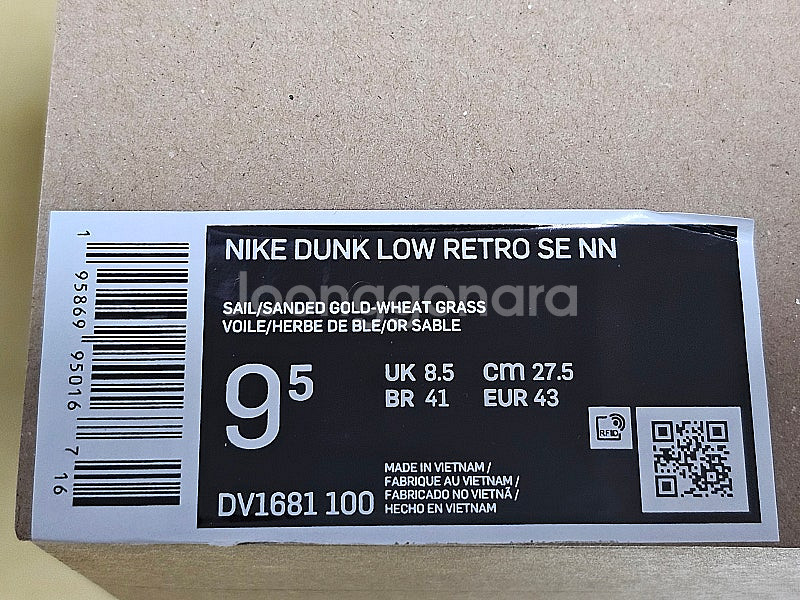 NIKE DUNK LOW RETRO SE NN
joonggonara
SAIL/SANDED GOLD-WHEAT GRASS
VOILE/HERBE DE BLE/OR SABLE
9⁵
UK 8.5 cm 27.5
BR 41 EUR 43
RFID
MADE IN VIETNAM /
FABRIQUE AU VIETNAM /
FABRICADO NO VIETNÃ /
HECHO EN VIETNAM
DV1681 100
1 95869 95016 7 16